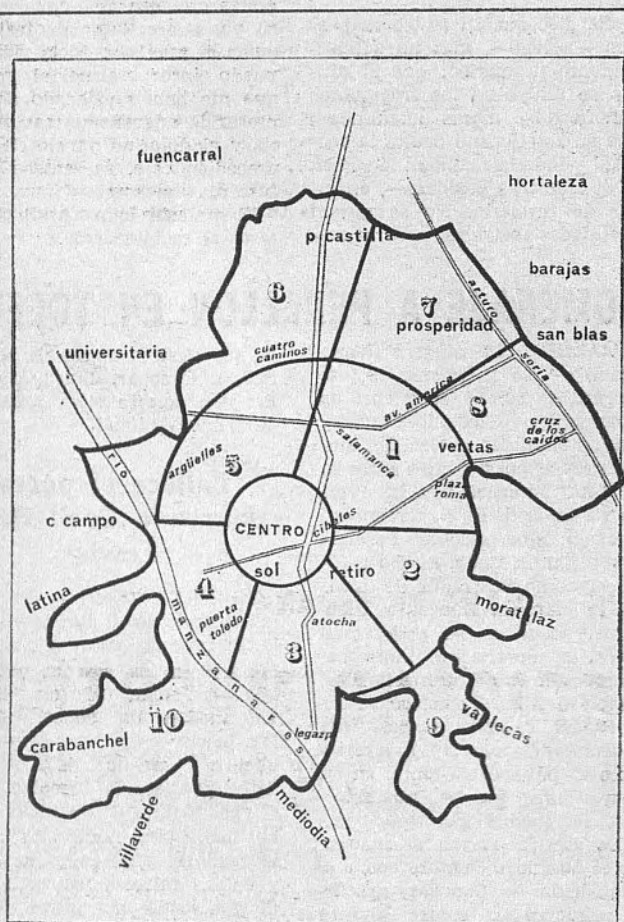 fuencarral
hortaleza
p castilla
barajas
6
7
arturo
prosperidad
san blas
soria
universitaria
cuatro
caminos
av. america
8
cruz
de los
caidos
salamanca
1
ventas
argüelles
5
plaza
roma
rio
c campo
CENTRO
cibeles
sol
retiro
2
4
latina
moratalaz
puerta
toledo
atocha
manzanares
3
vallecas
9
10
carabanchel
legazpi
villaverde
mediodia